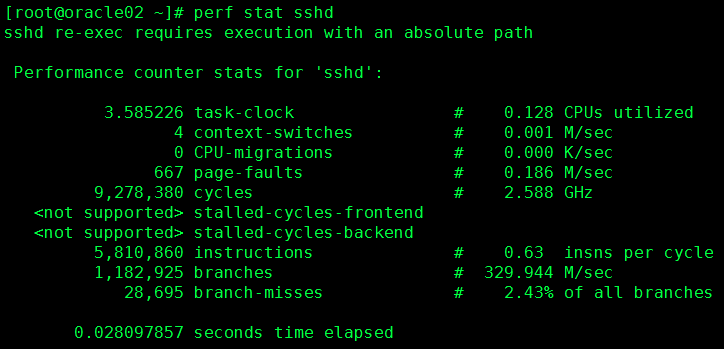 [root@oracle02 ~]# perf stat sshd
sshd re-exec requires execution with an absolute path
Performance counter stats for 'sshd':
3.585226 task-clock # 0.128 CPUs utilized
4 context-switches # 0.001 M/sec
0 CPU-migrations # 0.000 K/sec
667 page-faults # 0.186 M/sec
9,278,380 cycles # 2.588 GHz
<not supported> stalled-cycles-frontend
<not supported> stalled-cycles-backend
5,810,860 instructions # 0.63 insns per cycle
1,182,925 branches # 329.944 M/sec
28,695 branch-misses # 2.43% of all branches
0.028097857 seconds time elapsed